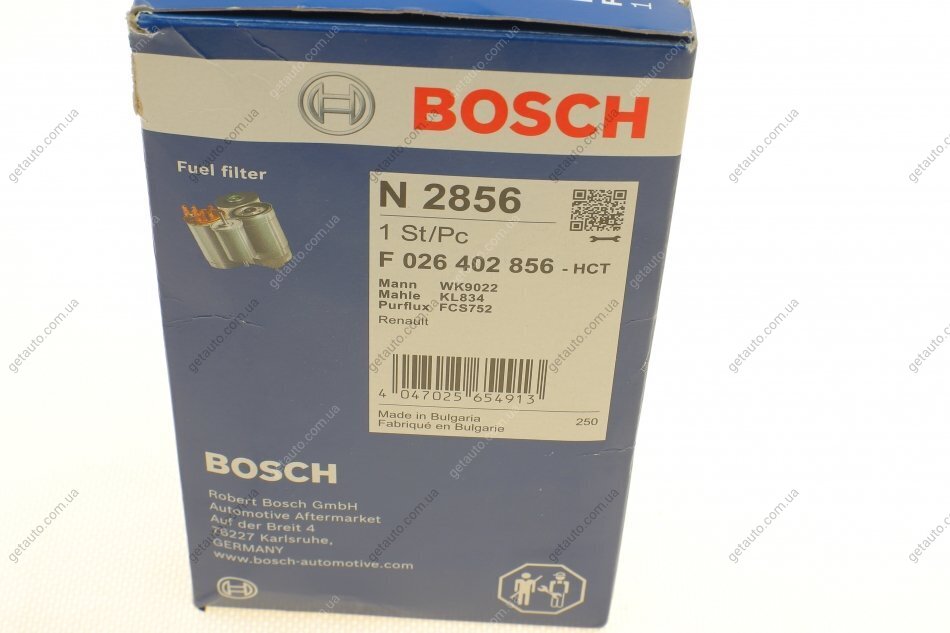 BOSCH
Fuel filter
N 2856
1 St/Pc
F 026 402 856 - HCT
Mann WK9022
Mahle KL834
Purflux FCS752
Renault
4 047025 654913
Made in Bulgaria
Fabriqué en Bulgarie
250
BOSCH
Robert Bosch GmbH
Automotive Aftermarket
Auf der Breit 4
76227 Karlsruhe,
GERMANY
www.bosch-automotive.com
getauto.com.ua